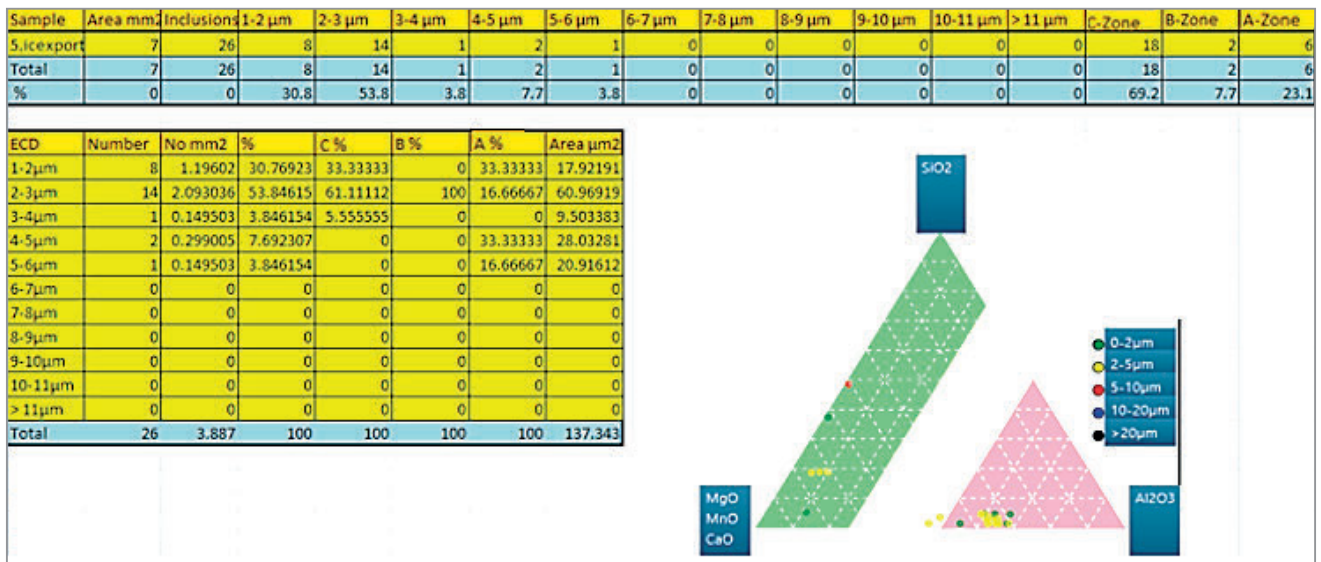 Sample Area mm2 Inclusions 1-2 µm 2-3 µm 3-4 µm 4-5 µm 5-6 µm 6-7 µm 7-8 µm 8-9 µm 9-10 µm 10-11 µm >11 µm C-Zone B-Zone A-Zone
5.icexport 7 26 8 14 1 2 1 0 0 0 0 0 0 18 2 6
Total 7 26 8 14 1 2 1 0 0 0 0 0 0 18 2 6
% 0 0 30.8 53.8 3.8 7.7 3.8 0 0 0 0 0 0 69.2 7.7 23.1
ECD Number No mm2 % C % B % A % Area µm2
1-2µm 8 1.19602 30.76923 33.33333 0 33.33333 17.92191
2-3µm 14 2.093036 53.84615 61.11112 100 16.66667 60.96919
3-4µm 1 0.149503 3.846154 5.555555 0 0 9.503383
4-5µm 2 0.299005 7.692307 0 0 33.33333 28.03281
5-6µm 1 0.149503 3.846154 0 0 16.66667 20.91612
6-7µm 0 0 0 0 0 0 0
7-8µm 0 0 0 0 0 0 0
8-9µm 0 0 0 0 0 0 0
9-10µm 0 0 0 0 0 0 0
10-11µm 0 0 0 0 0 0 0
>11µm 0 0 0 0 0 0 0
Total 26 3.887 100 100 100 100 137.343
SiO2
0-2µm
2-5µm
5-10µm
10-20µm
>20µm
MgO
MnO
CaO
Al2O3